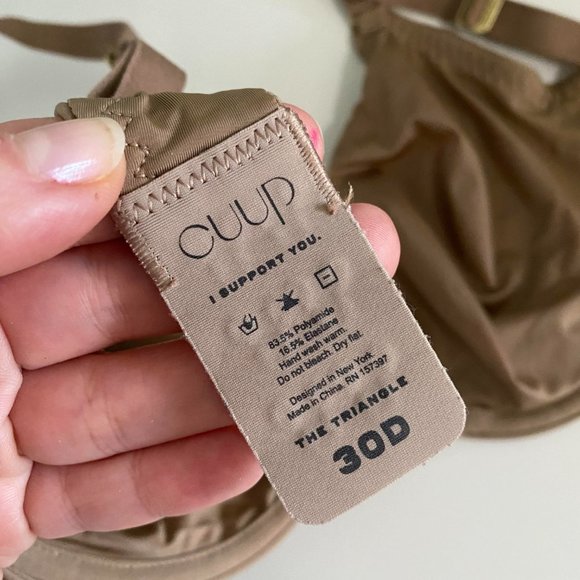 CUUP
I SUPPORT YOU.
83.5% Polyamide
16.5% Elastane
Hand wash warm.
Do not bleach. Dry flat.
Designed in New York
Made in China. RN 157397
THE TRIANGLE
30D